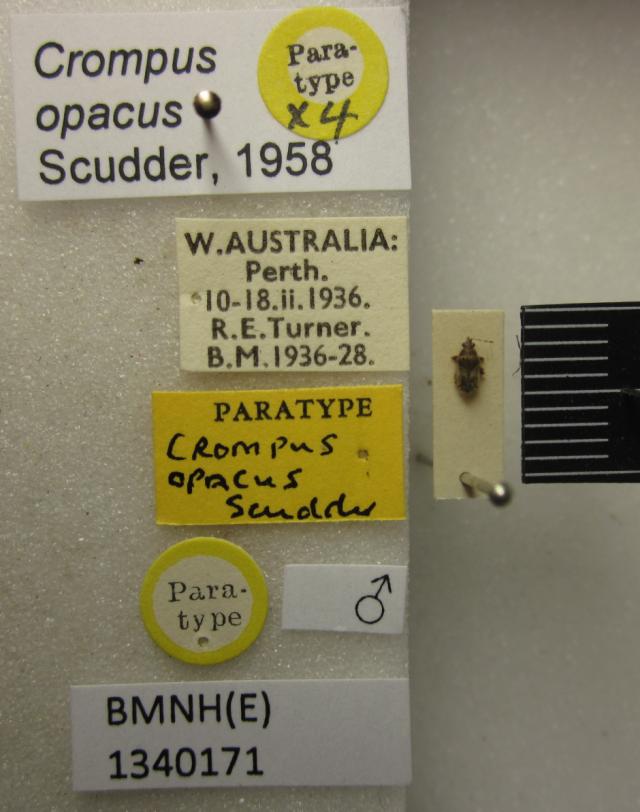 Crompus
opacus
Scudder, 1958
Para-
type
x4
W.AUSTRALIA:
Perth.
10-18.ii.1936.
R.E.Turner.
B.M.1936-28.
PARATYPE
CROMPUS
OPACUS
Scudder
Para-
type
♂
BMNH(E)
1340171